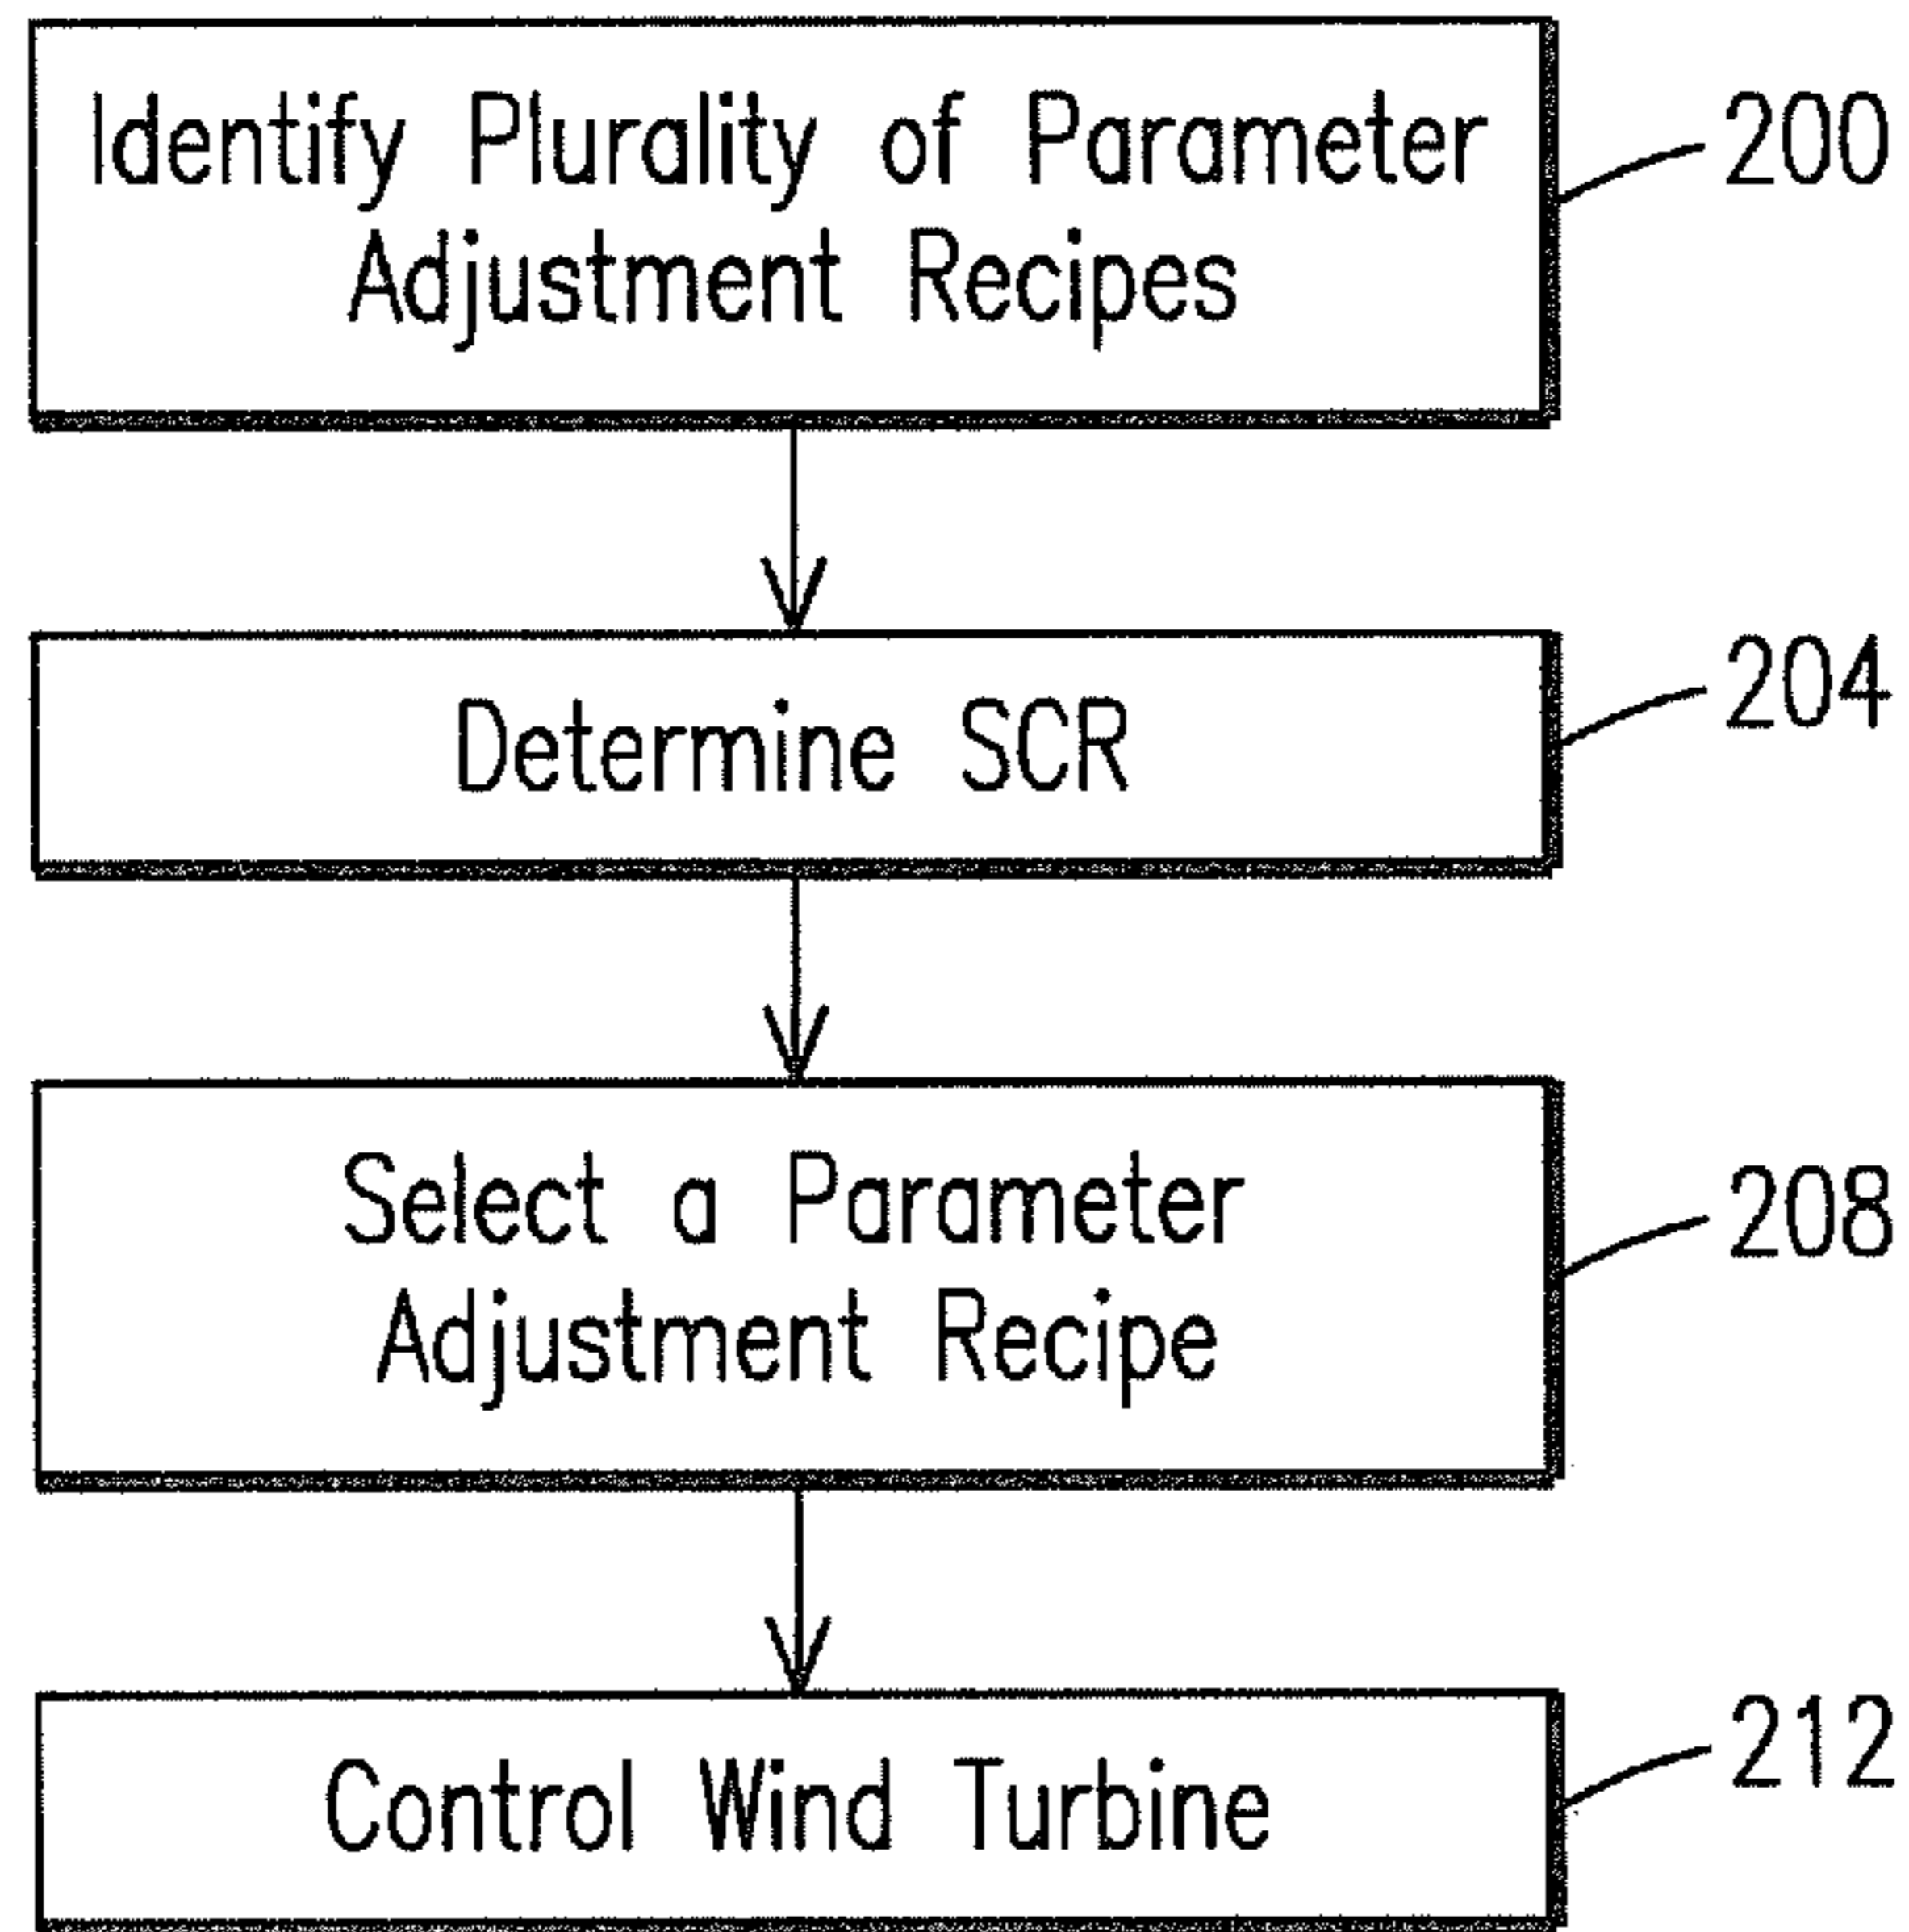 Identify Plurality of Parameter
Adjustment Recipes
200
Determine SCR
204
Select a Parameter
Adjustment Recipe
208
Control Wind Turbine
212